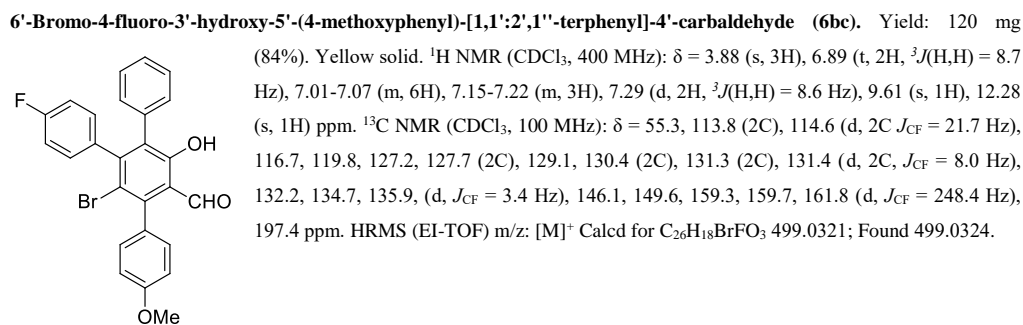 6'-Bromo-4-fluoro-3'-hydroxy-5'-(4-methoxyphenyl)-[1,1':2',1''-terphenyl]-4'-carbaldehyde (6bc). Yield: 120 mg
(84%). Yellow solid. ¹H NMR (CDCl₃, 400 MHz): δ = 3.88 (s, 3H), 6.89 (t, 2H, ³J(H,H) = 8.7
Hz), 7.01-7.07 (m, 6H), 7.15-7.22 (m, 3H), 7.29 (d, 2H, ³J(H,H) = 8.6 Hz), 9.61 (s, 1H), 12.28
(s, 1H) ppm. ¹³C NMR (CDCl₃, 100 MHz): δ = 55.3, 113.8 (2C), 114.6 (d, 2C J_CF = 21.7 Hz),
116.7, 119.8, 127.2, 127.7 (2C), 129.1, 130.4 (2C), 131.3 (2C), 131.4 (d, 2C, J_CF = 8.0 Hz),
132.2, 134.7, 135.9, (d, J_CF = 3.4 Hz), 146.1, 149.6, 159.3, 159.7, 161.8 (d, J_CF = 248.4 Hz),
197.4 ppm. HRMS (EI-TOF) m/z: [M]⁺ Calcd for C₂₆H₁₈BrFO₃ 499.0321; Found 499.0324.
F
OH
Br
CHO
OMe